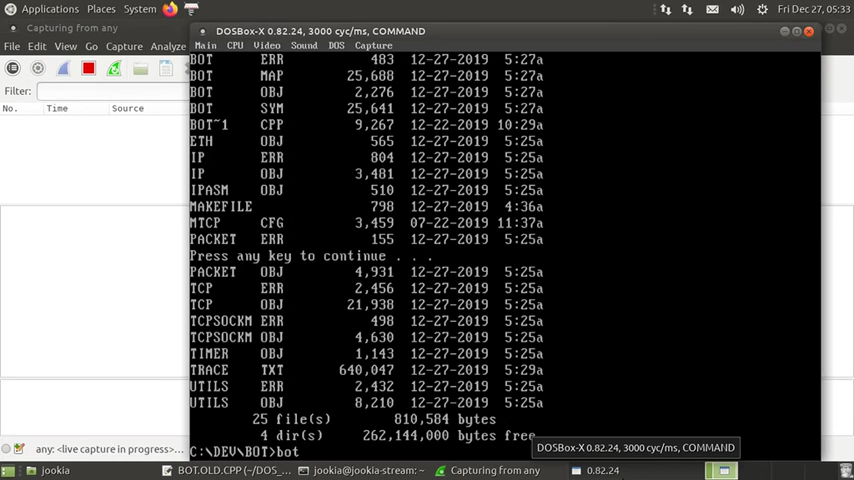 Applications Places System Fri Dec 27, 05:33
Capturing from any
DOSBox-X 0.82.24, 3000 cyc/ms, COMMAND
File Edit View Go Capture Analyze
Main CPU Video Sound DOS Capture
Filter:
No. Time Source
BOT ERR 483 12-27-2019 5:27a
BOT MAP 25,688 12-27-2019 5:27a
BOT OBJ 2,276 12-27-2019 5:27a
BOT SYM 25,641 12-27-2019 5:27a
BOT~1 CPP 9,267 12-22-2019 10:29a
ETH OBJ 565 12-27-2019 5:25a
IP ERR 804 12-27-2019 5:25a
IP OBJ 3,481 12-27-2019 5:25a
IPASM OBJ 510 12-27-2019 5:25a
MAKEFILE 798 12-27-2019 4:36a
MTCP CFG 3,459 07-22-2019 11:37a
PACKET ERR 155 12-27-2019 5:25a
Press any key to continue . . .
PACKET OBJ 4,931 12-27-2019 5:25a
TCP ERR 2,456 12-27-2019 5:25a
TCP OBJ 21,938 12-27-2019 5:25a
TCPSOCKM ERR 498 12-27-2019 5:25a
TCPSOCKM OBJ 4,630 12-27-2019 5:25a
TIMER OBJ 1,143 12-27-2019 5:25a
TRACE TXT 640,047 12-27-2019 5:29a
UTILS ERR 2,432 12-27-2019 5:25a
UTILS OBJ 8,210 12-27-2019 5:25a
25 file(s) 810,584 bytes
4 dir(s) 262,144,000 bytes free
C:\DEV\BOT>bot
DOSBox-X 0.82.24, 3000 cyc/ms, COMMAND
any: <live capture in progress>...
jookia BOT.OLD.CPP (~/DOS_... jookia@jookia-stream: ~ Capturing from any 0.82.24